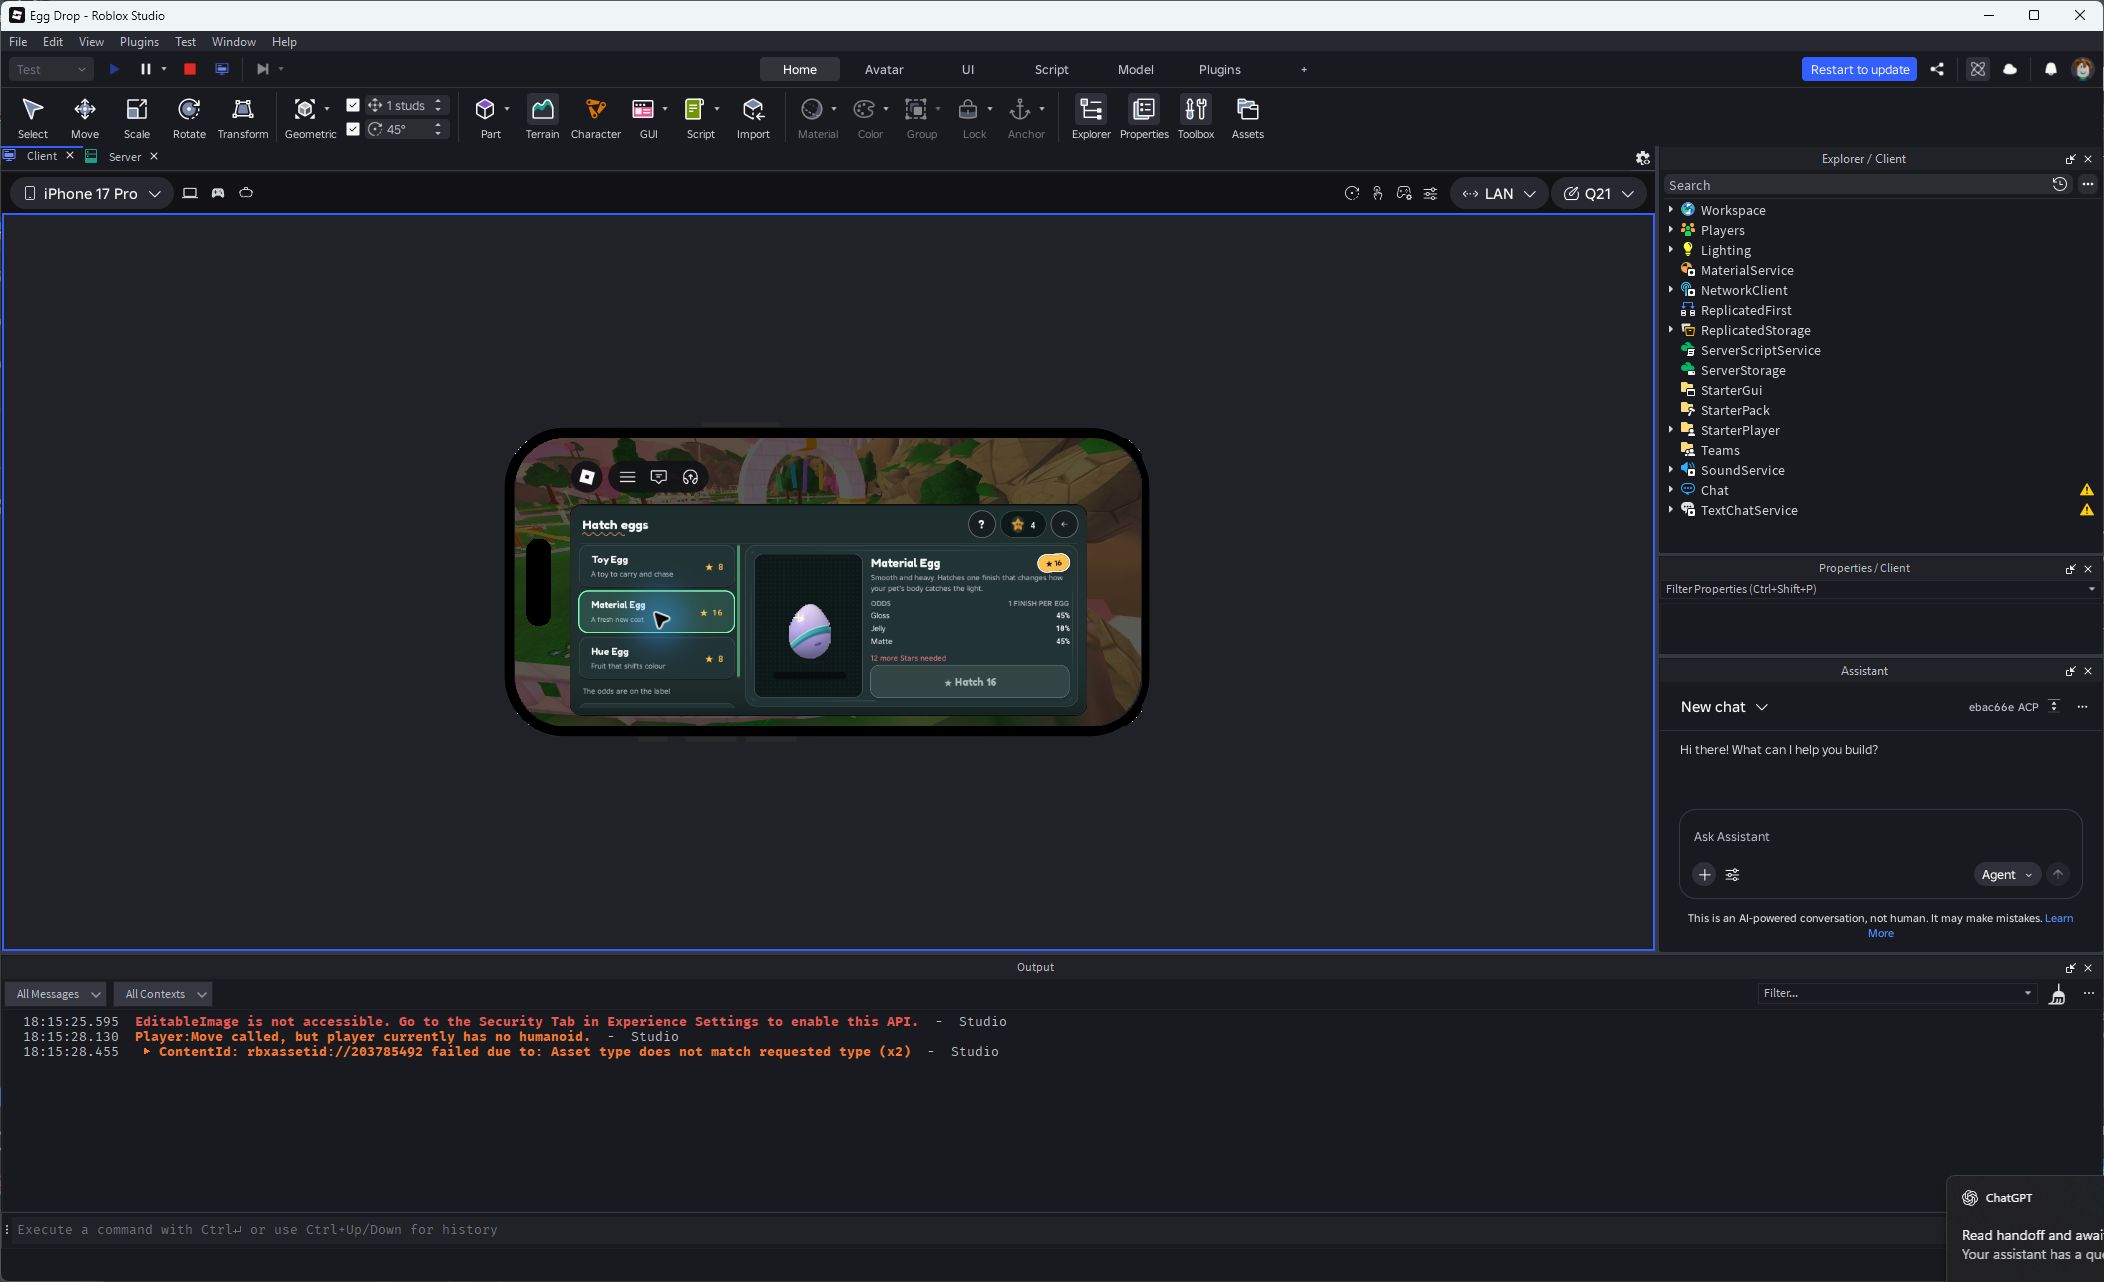 Egg Drop - Roblox Studio
File Edit View Plugins Test Window Help
Test
Home Avatar UI Script Model Plugins +
Restart to update
Select Move Scale Rotate Transform Geometric
1 studs
45°
Part Terrain Character GUI Script Import Material Color Group Lock Anchor Explorer Properties Toolbox Assets
Client Server
iPhone 17 Pro
LAN
Q21
Hatch eggs
? 4
Toy Egg
A toy to carry and chase
8
Material Egg
A fresh new coat
16
Hue Egg
Fruit that shifts colour
8
The odds are on the label
Material Egg
16
Smooth and heavy. Hatches one finish that changes how
your pet's body catches the light.
ODDS 1 FINISH PER EGG
Gloss 45%
Jelly 10%
Matte 45%
12 more Stars needed
Hatch 16
Explorer / Client
Search
Workspace
Players
Lighting
MaterialService
NetworkClient
ReplicatedFirst
ReplicatedStorage
ServerScriptService
ServerStorage
StarterGui
StarterPack
StarterPlayer
Teams
SoundService
Chat
TextChatService
Properties / Client
Filter Properties (Ctrl+Shift+P)
Assistant
New chat
ebac66e ACP
Hi there! What can I help you build?
Ask Assistant
Agent
This is an AI-powered conversation, not human. It may make mistakes. Learn
More
Output
All Messages All Contexts
Filter...
18:15:25.595 EditableImage is not accessible. Go to the Security Tab in Experience Settings to enable this API. - Studio
18:15:28.130 Player:Move called, but player currently has no humanoid. - Studio
18:15:28.455 ContentId: rbxassetid://203785492 failed due to: Asset type does not match requested type (x2) - Studio
Execute a command with Ctrl↵ or use Ctrl+Up/Down for history
ChatGPT
Read handoff and awai
Your assistant has a que